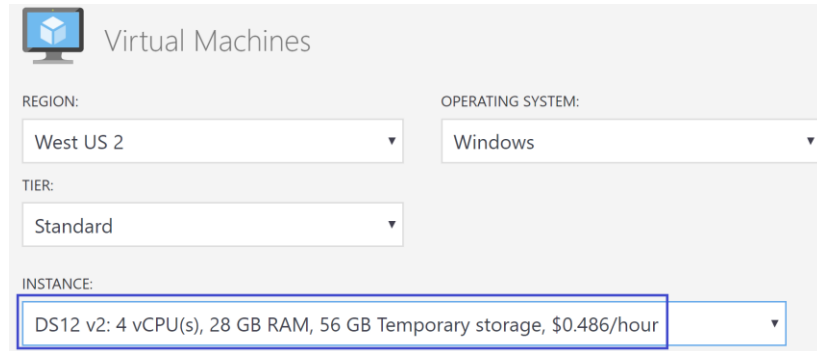 Virtual Machines
REGION:
OPERATING SYSTEM:
West US 2
Windows
TIER:
Standard
INSTANCE:
DS12 v2: 4 vCPU(s), 28 GB RAM, 56 GB Temporary storage, $0.486/hour